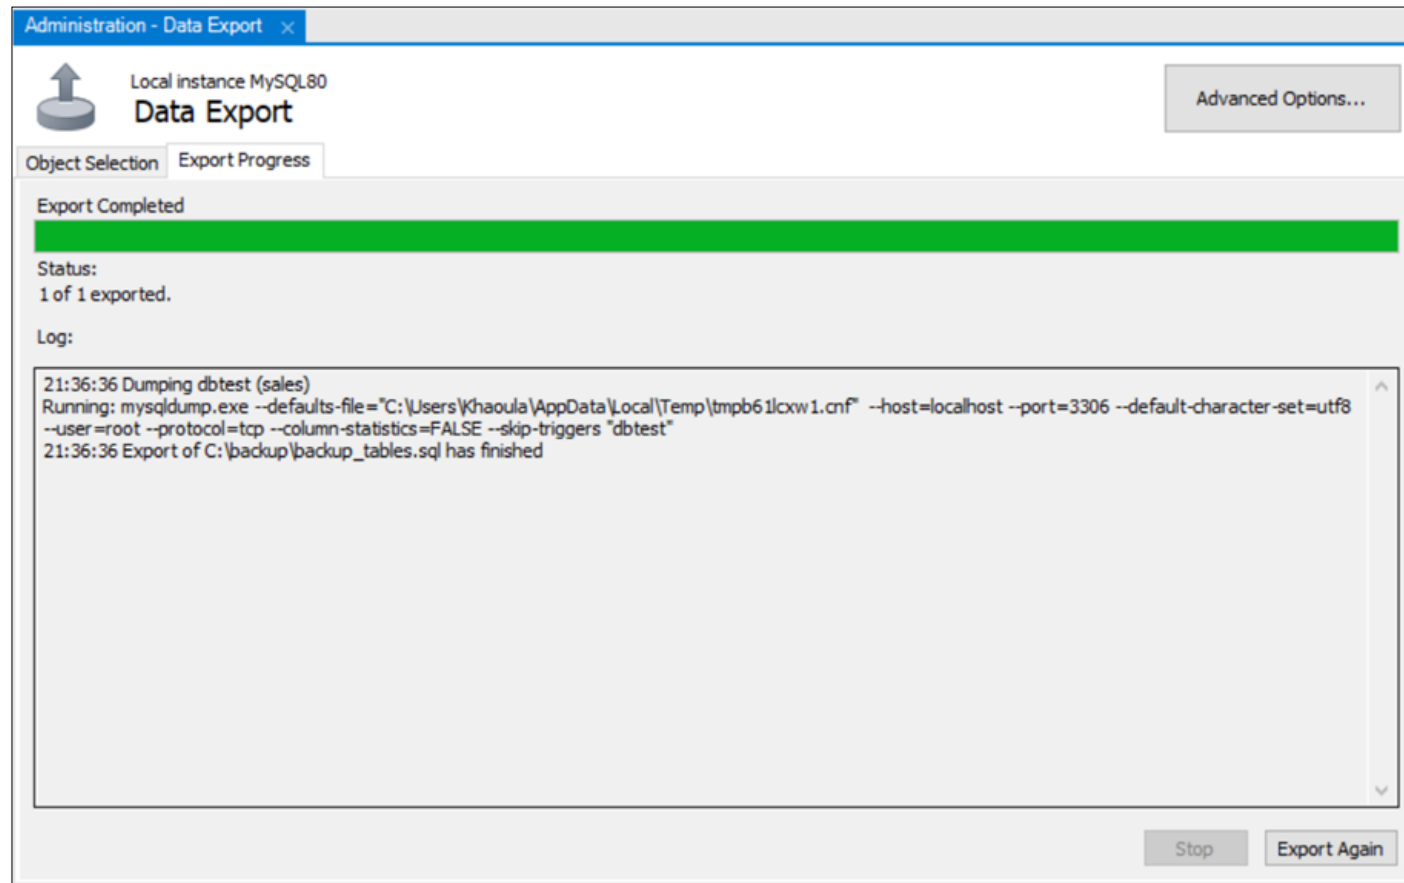 Administration - Data Export ×
Local instance MySQL80
Data Export
Advanced Options...
Object Selection Export Progress
Export Completed
Status:
1 of 1 exported.
Log:
21:36:36 Dumping dbtest (sales)
Running: mysqldump.exe --defaults-file="C:\Users\Khaoula\AppData\Local\Temp\tmpb61lcxw1.cnf" --host=localhost --port=3306 --default-character-set=utf8
--user=root --protocol=tcp --column-statistics=FALSE --skip-triggers "dbtest"
21:36:36 Export of C:\backup\backup_tables.sql has finished
Stop Export Again